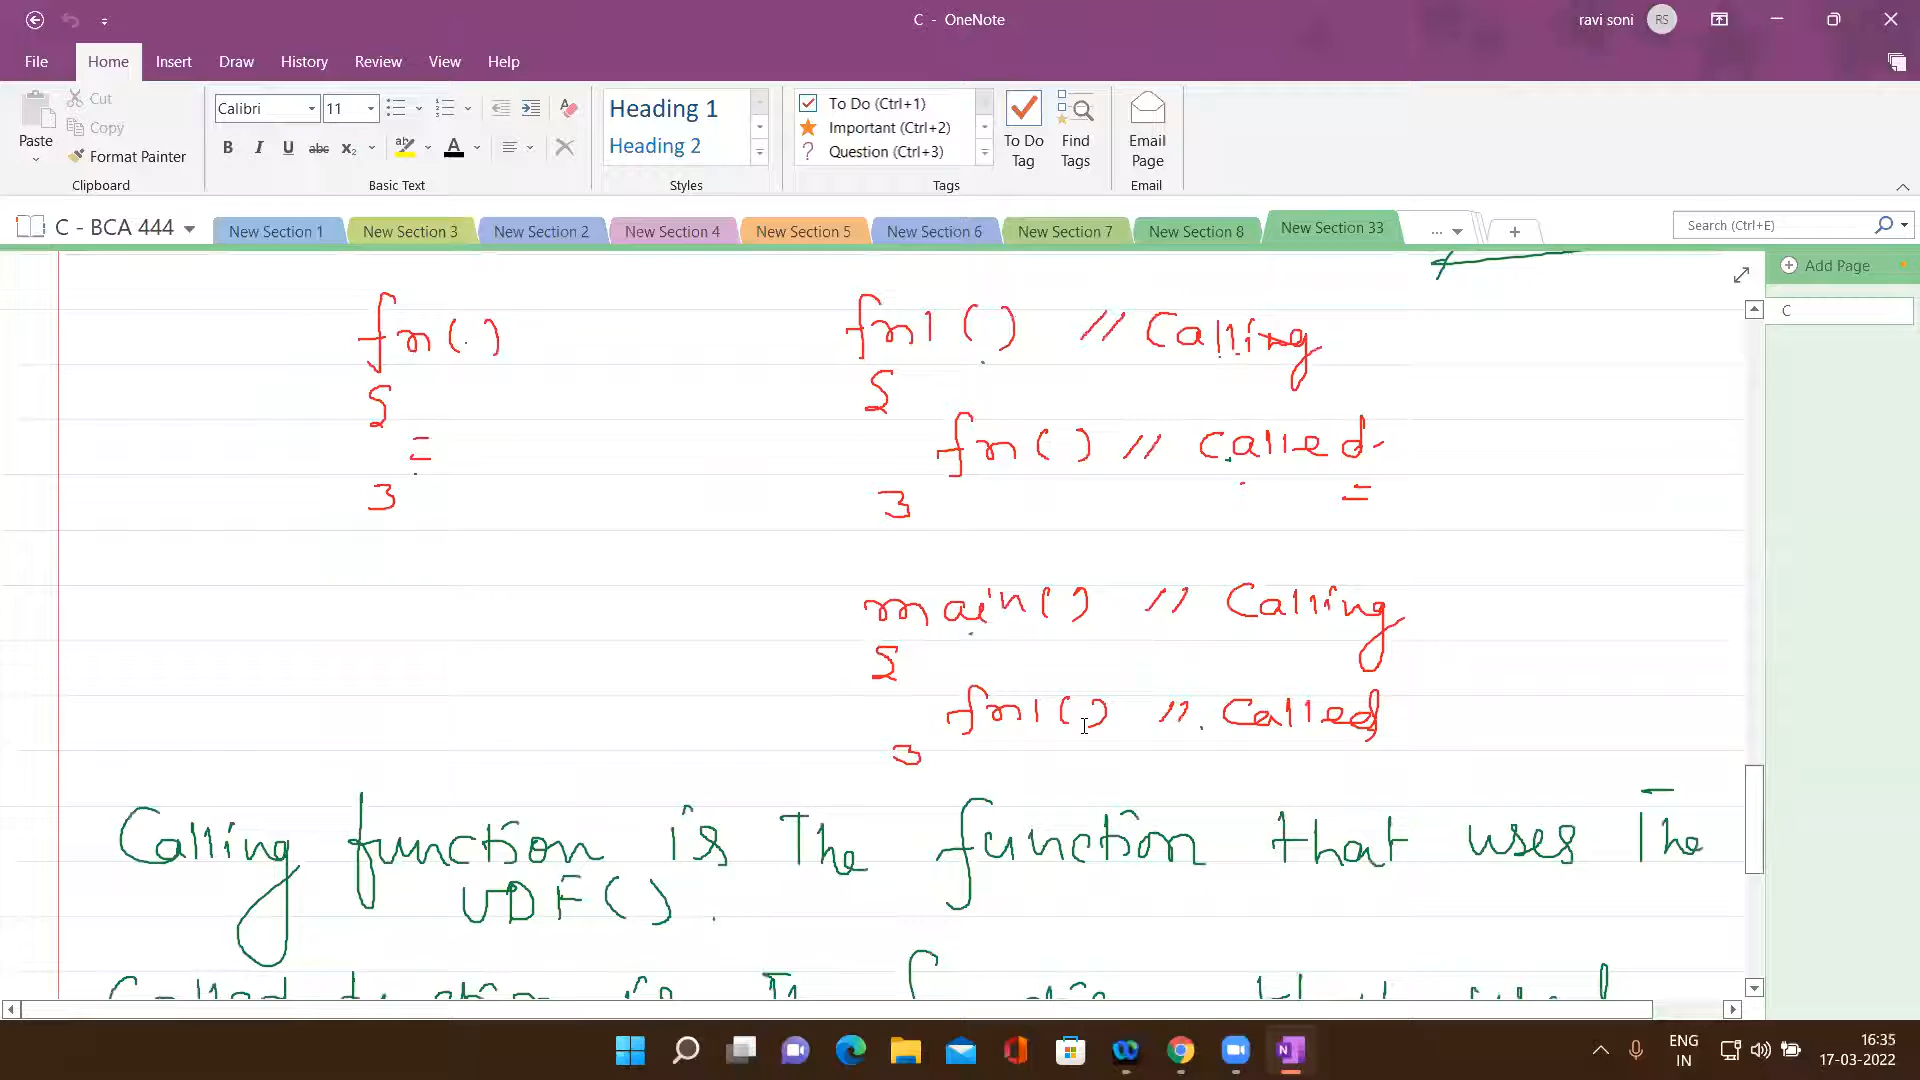 C - OneNote
ravi soni RS
File Home Insert Draw History Review View Help
Paste
Cut
Copy
Format Painter
Clipboard
Calibri 11
B I U abc x₂ ab A
Basic Text
Heading 1
Heading 2
Styles
To Do (Ctrl+1)
Important (Ctrl+2)
Question (Ctrl+3)
To Do Tag
Find Tags
Tags
Email Page
Email
C - BCA 444 New Section 1 New Section 3 New Section 2 New Section 4 New Section 5 New Section 6 New Section 7 New Section 8 New Section 33 ... +
Search (Ctrl+E)
Add Page
C
fn() fn1() // Calling
{ {
= fn() // Called
} }
main() // Calling
{
fn1() // Called
}
Calling function is The function that uses The
UDF().
ENG
IN
16:35
17-03-2022